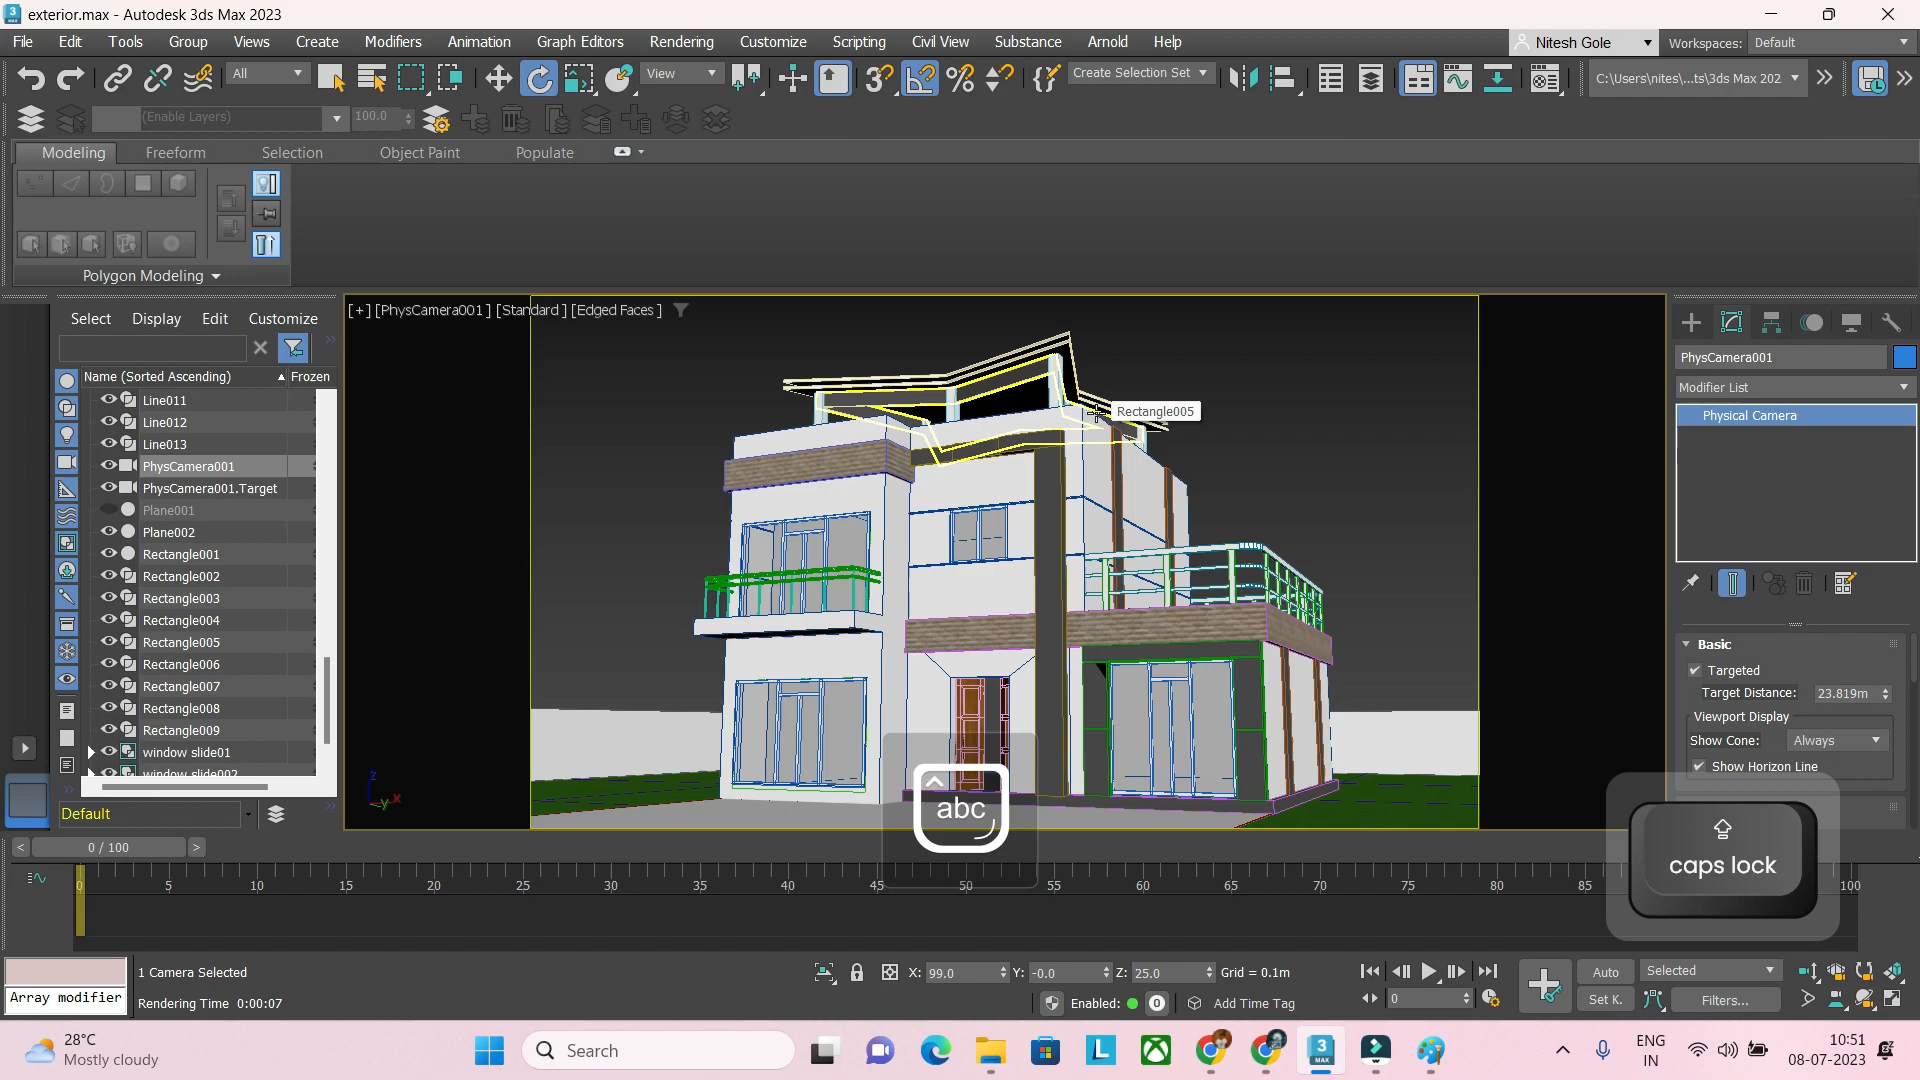 exterior.max - Autodesk 3ds Max 2023
File Edit Tools Group Views Create Modifiers Animation Graph Editors Rendering Customize Scripting Civil View Substance Arnold Help
Nitesh Gole
Workspaces: Default
All
View
Create Selection Set
C:\Users\nites\...ts\3ds Max 202
(Enable Layers)
100.0
Modeling Freeform Selection Object Paint Populate
Polygon Modeling
Select Display Edit Customize
[+] [PhysCamera001] [Standard] [Edged Faces]
Name (Sorted Ascending) Frozen
Line011
Line012
Line013
PhysCamera001
PhysCamera001.Target
Plane001
Plane002
Rectangle001
Rectangle002
Rectangle003
Rectangle004
Rectangle005
Rectangle006
Rectangle007
Rectangle008
Rectangle009
window slide01
window slide002
Default
Rectangle005
z
x
y
PhysCamera001
Modifier List
Physical Camera
Basic
Targeted
Target Distance: 23.819m
Viewport Display
Show Cone: Always
Show Horizon Line
abc
caps lock
0 / 100
0 5 10 15 20 25 30 35 40 45 50 55 60 65 70 75 80 85 100
1 Camera Selected
X: 99.0 Y: -0.0 Z: 25.0 Grid = 0.1m
Auto
Selected
Array modifier
Rendering Time 0:00:07
Enabled: 0
Add Time Tag
0
Set K.
Filters...
28°C
Mostly cloudy
Search
3
MAX
ENG
IN
10:51
08-07-2023